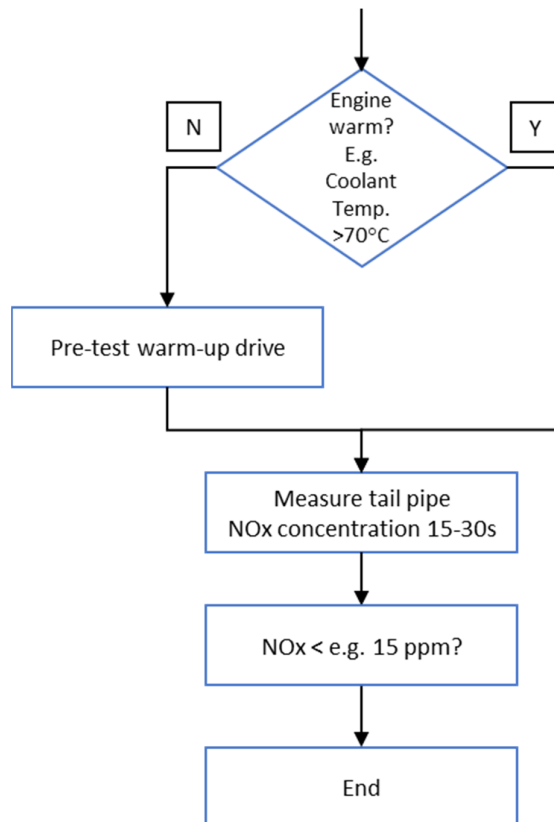 Engine
warm?
E.g.
Coolant
Temp.
>70°C
N
Y
Pre-test warm-up drive
Measure tail pipe
NOx concentration 15-30s
NOx < e.g. 15 ppm?
End